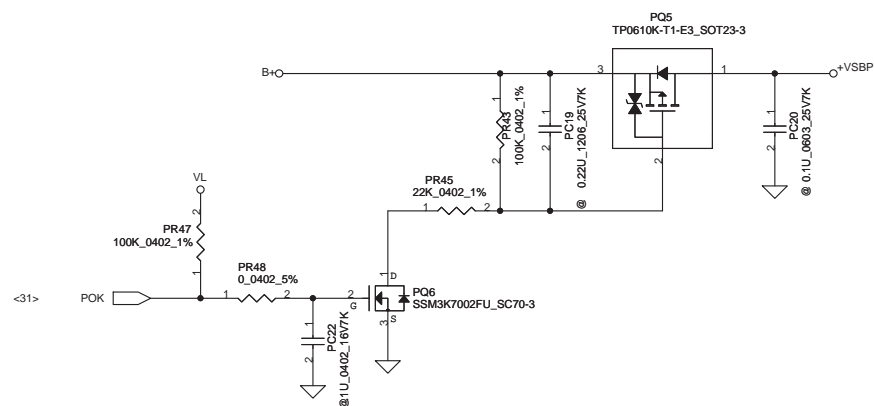 PQ5
TP0610K-T1-E3_SOT23-3
B+
3
1
+VSBP
1
PR43
100K_0402_1%
2
1
PC19
@ 0.22U_1206_25V7K
2
2
1
PC20
@ 0.1U_0603_25V7K
2
VL
2
PR47
100K_0402_1%
1
PR45
22K_0402_1%
1
2
PR48
0_0402_5%
<31>
POK
1
2
2
G
1
D
PQ6
SSM3K7002FU_SC70-3
3
S
1
PC22
@1U_0402_16V7K
2